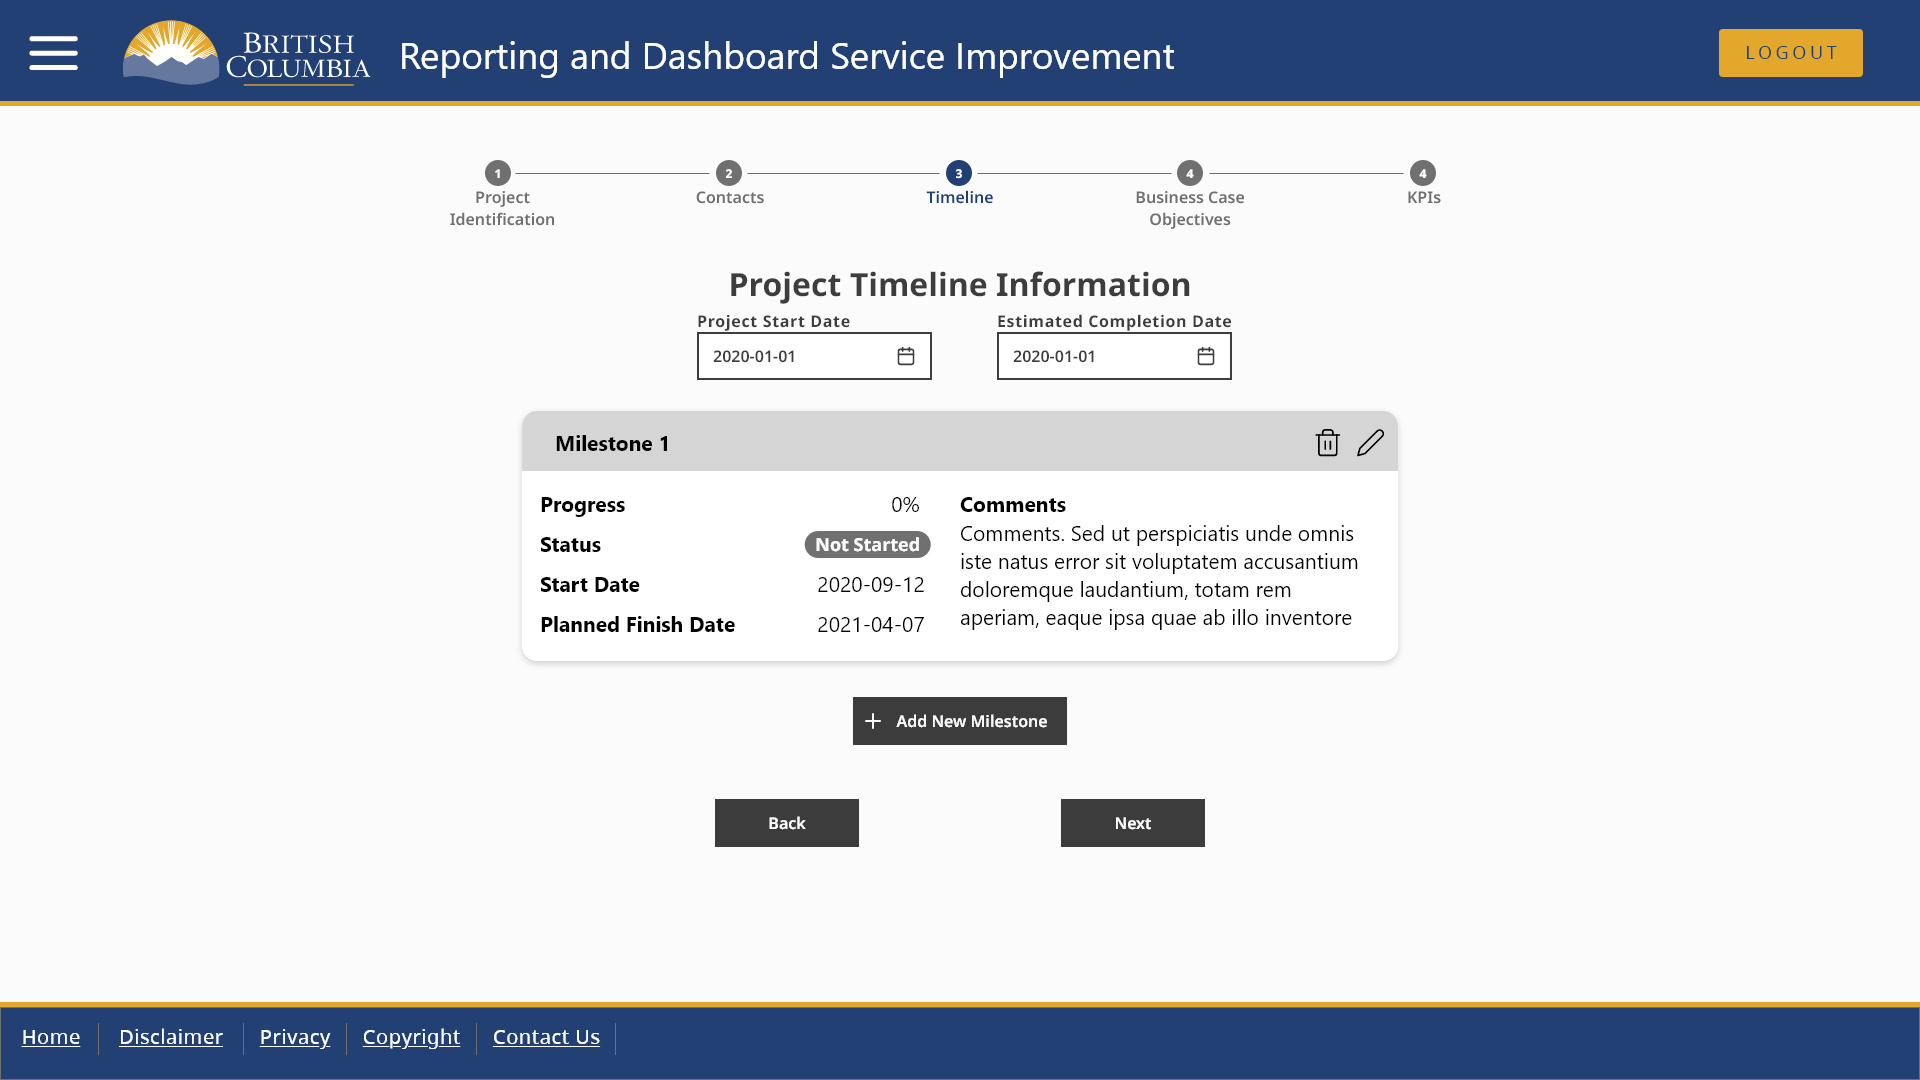 BRITISH
COLUMBIA
Reporting and Dashboard Service Improvement
LOGOUT
1
2
3
4
4
Project
Identification
Contacts
Timeline
Business Case
Objectives
KPIs
Project Timeline Information
Project Start Date
Estimated Completion Date
2020-01-01
2020-01-01
Milestone 1
Progress
0%
Status
Not Started
Start Date
2020-09-12
Planned Finish Date
2021-04-07
Comments
Comments. Sed ut perspiciatis unde omnis
iste natus error sit voluptatem accusantium
doloremque laudantium, totam rem
aperiam, eaque ipsa quae ab illo inventore
Add New Milestone
Back
Next
Home
Disclaimer
Privacy
Copyright
Contact Us